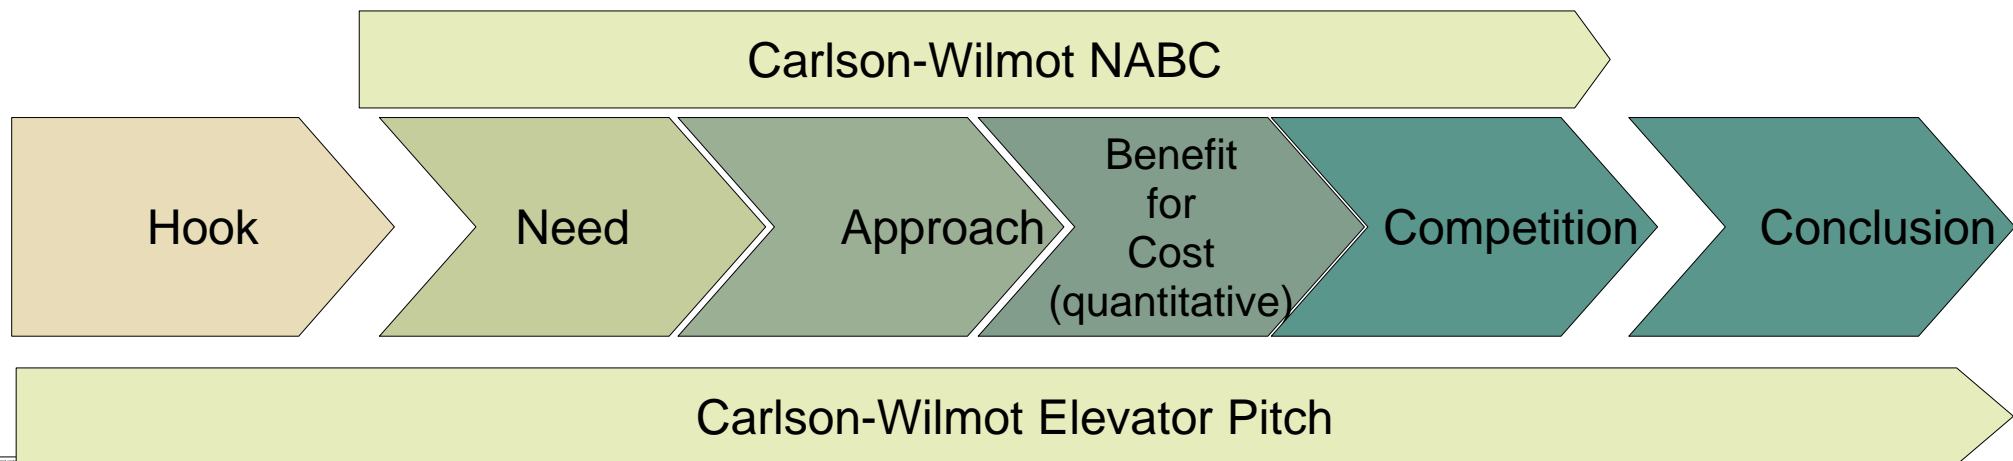 Carlson-Wilmot NABC
Hook
Need
Approach
Benefit
for
Cost
(quantitative)
Competition
Conclusion
Carlson-Wilmot Elevator Pitch